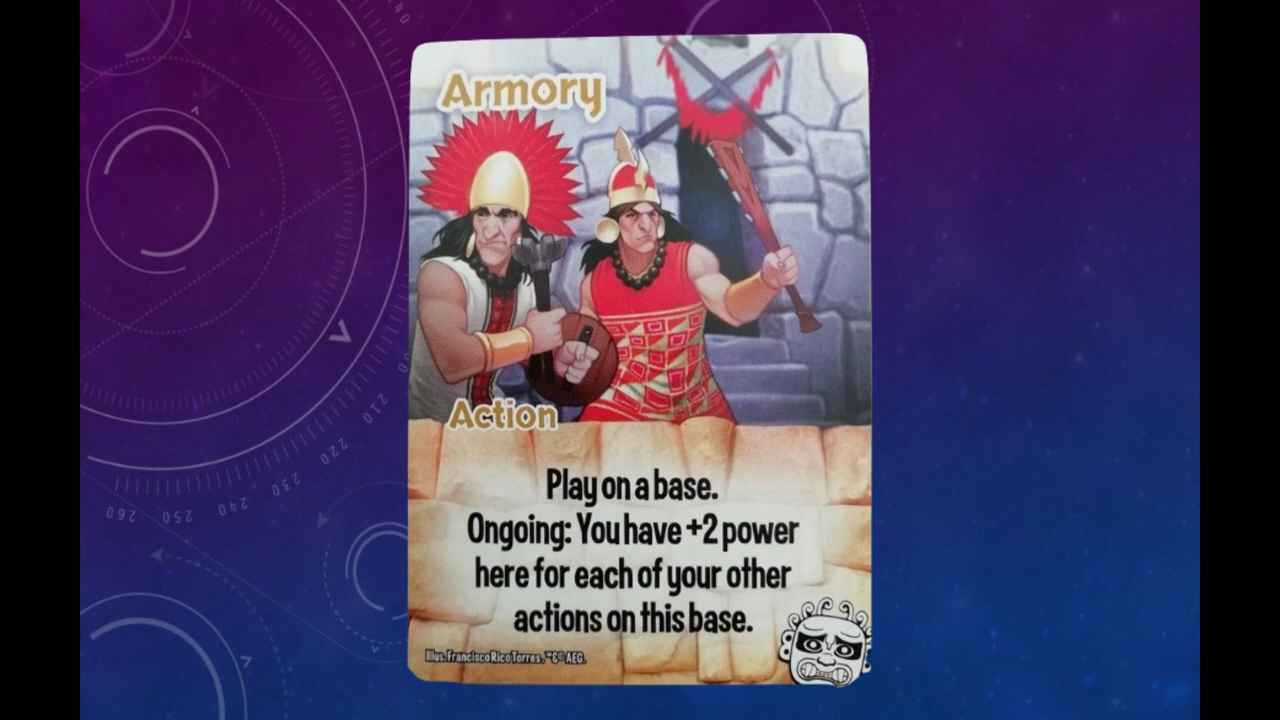 Armory
Action
Play on a base.
Ongoing: You have +2 power
here for each of your other
actions on this base.
Illus. Francisco Rico Torres. ™&© AEG.
140
210
220
230
240
250
260